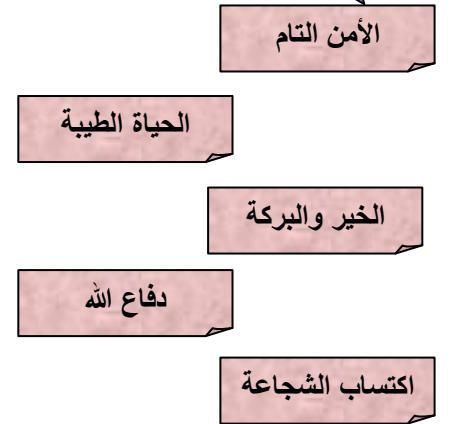 الأمن التام
الحياة الطيبة
الخير والبركة
دفاع الله
اكتساب الشجاعة